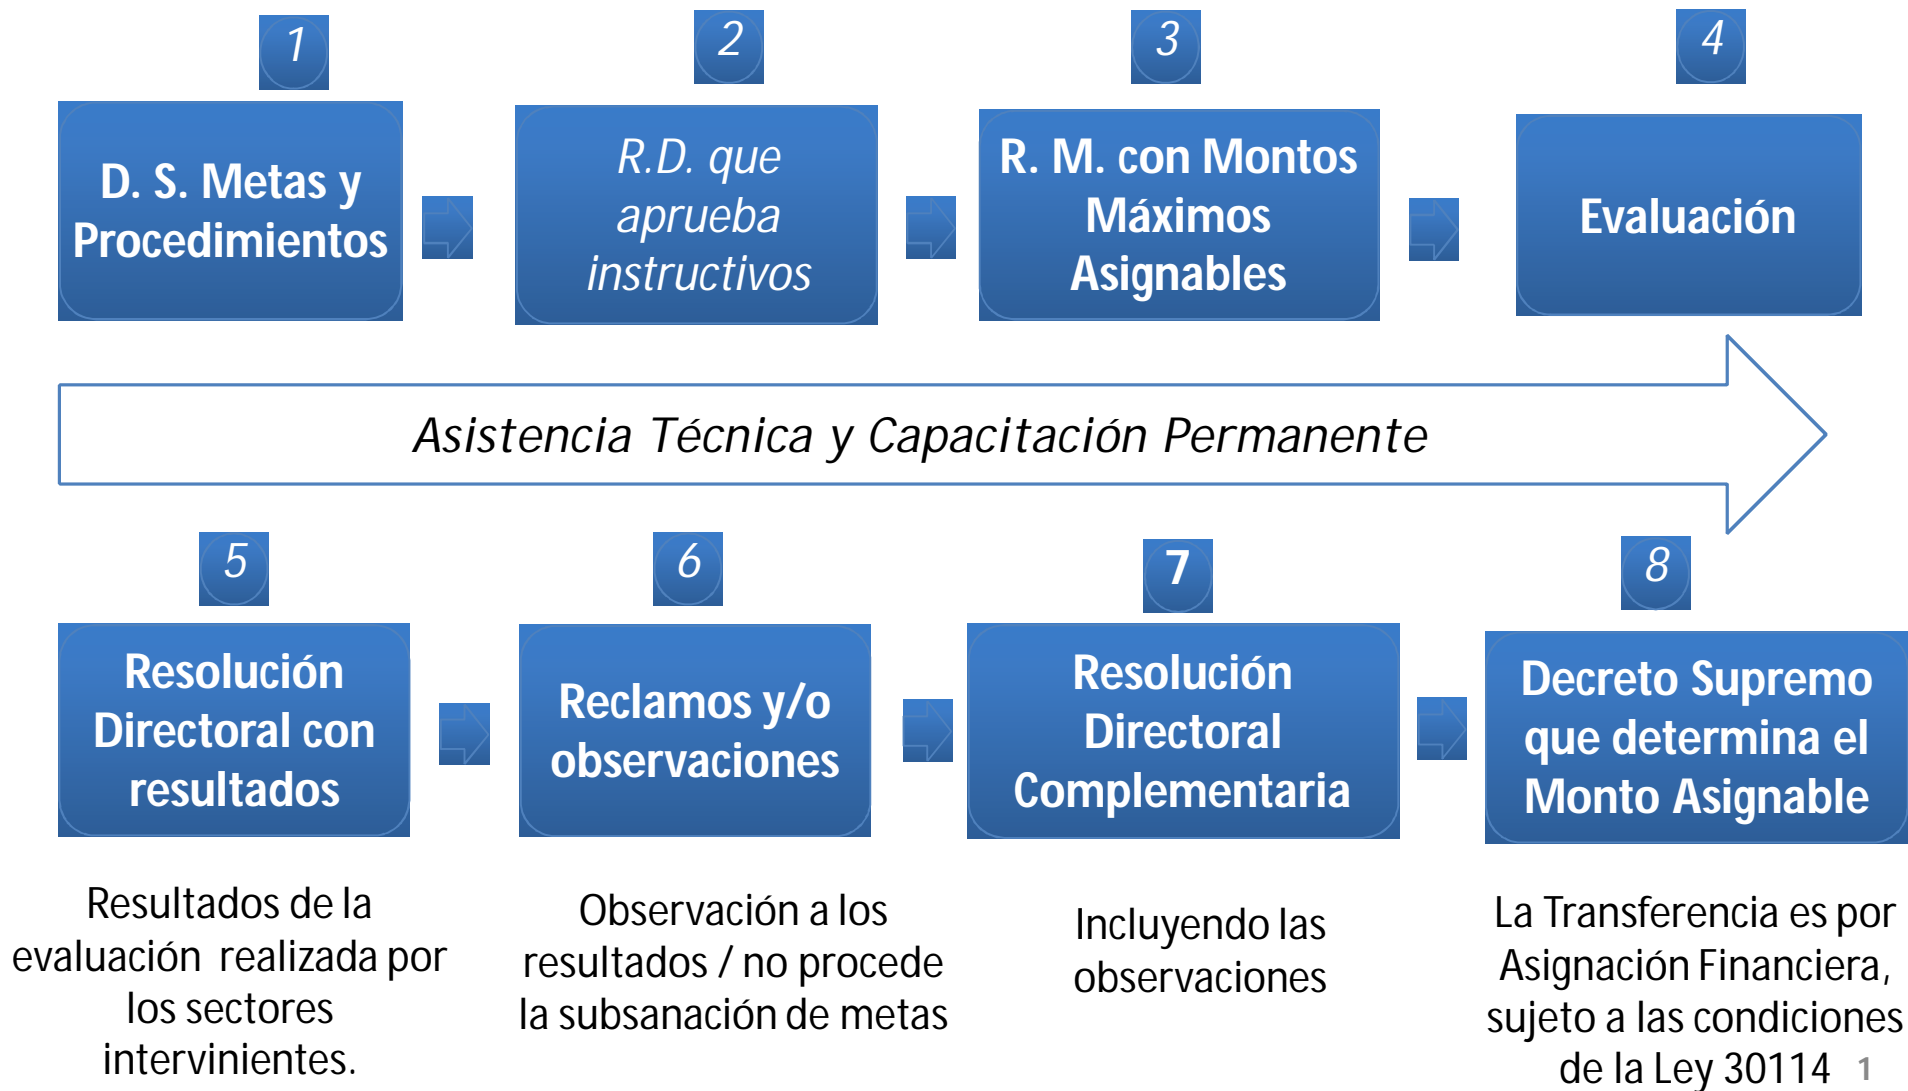 1
2
3
4
D. S. Metas y
Procedimientos
R.D. que
aprueba
instructivos
R. M. con Montos
Máximos
Asignables
Evaluación
Asistencia Técnica y Capacitación Permanente
5
6
7
8
Resolución
Directoral con
resultados
Reclamos y/o
observaciones
Resolución
Directoral
Complementaria
Decreto Supremo
que determina el
Monto Asignable
Resultados de la
evaluación realizada por
los sectores
intervinientes.
Observación a los
resultados / no procede
la subsanación de metas
Incluyendo las
observaciones
La Transferencia es por
Asignación Financiera,
sujeto a las condiciones
de la Ley 30114
1